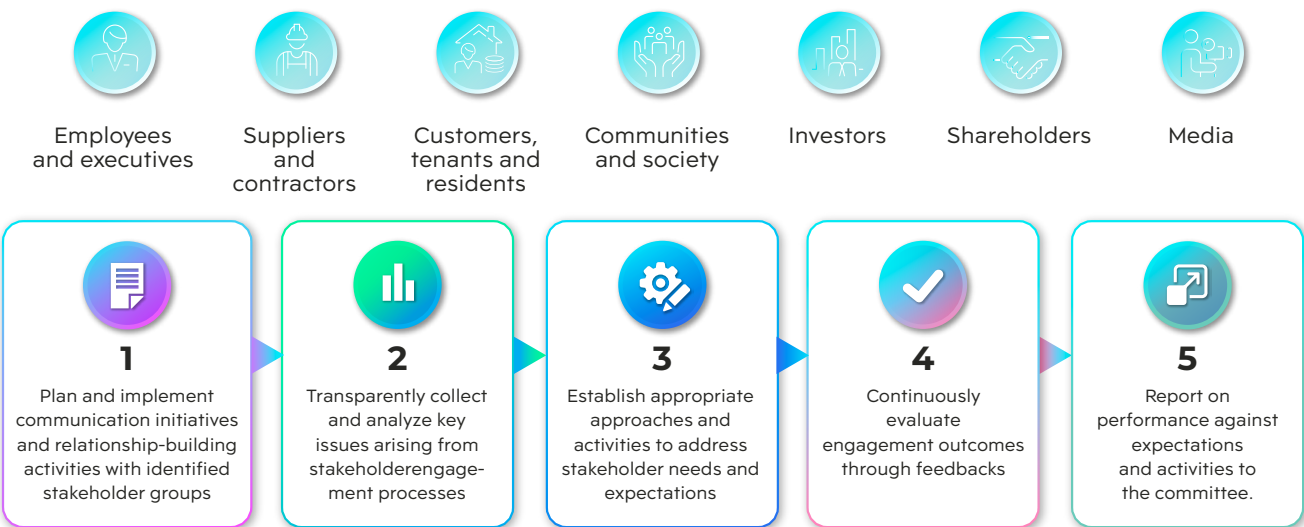 Employees
and executives
Suppliers
and
contractors
Customers,
tenants and
residents
Communities
and society
Investors
Shareholders
Media
1
Plan and implement
communication initiatives
and relationship-building
activities with identified
stakeholder groups
2
Transparently collect
and analyze key
issues arising from
stakeholderengage-
ment processes
3
Establish appropriate
approaches and
activities to address
stakeholder needs and
expectations
4
Continuously
evaluate
engagement outcomes
through feedbacks
5
Report on
performance against
expectations
and activities to
the committee.